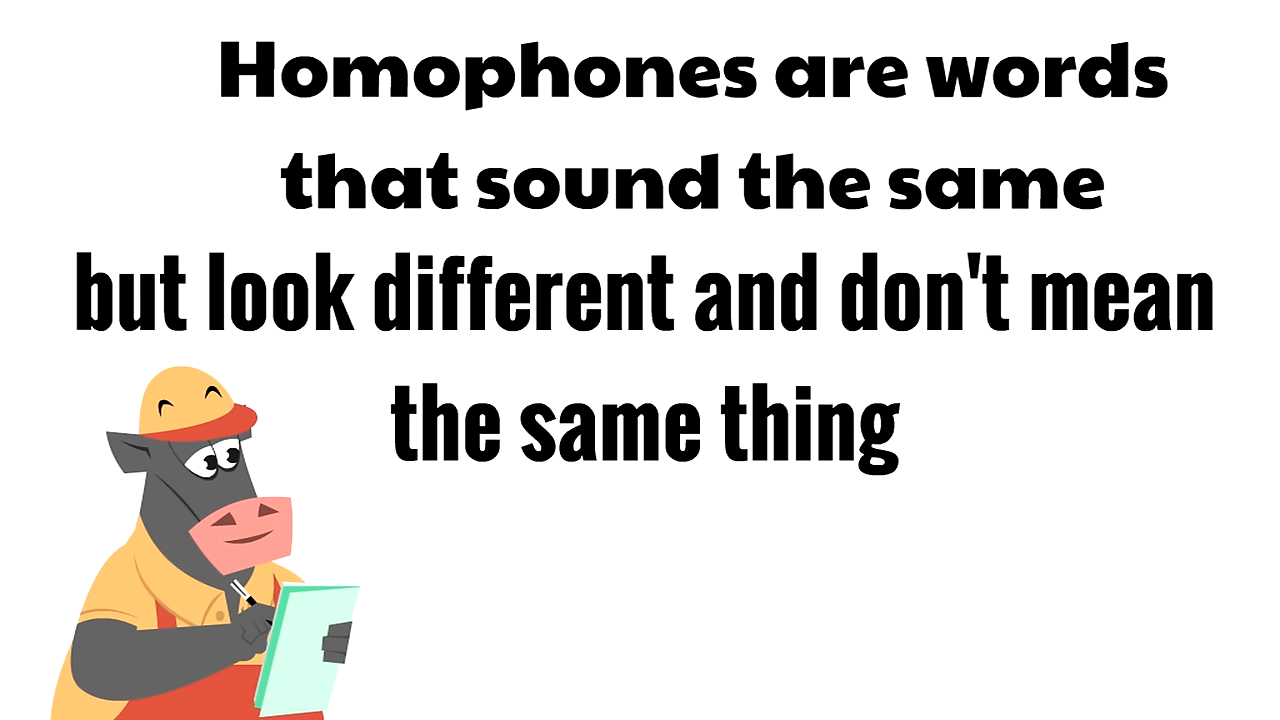 Homophones are words
that sound the same
but look different and don't mean
the same thing